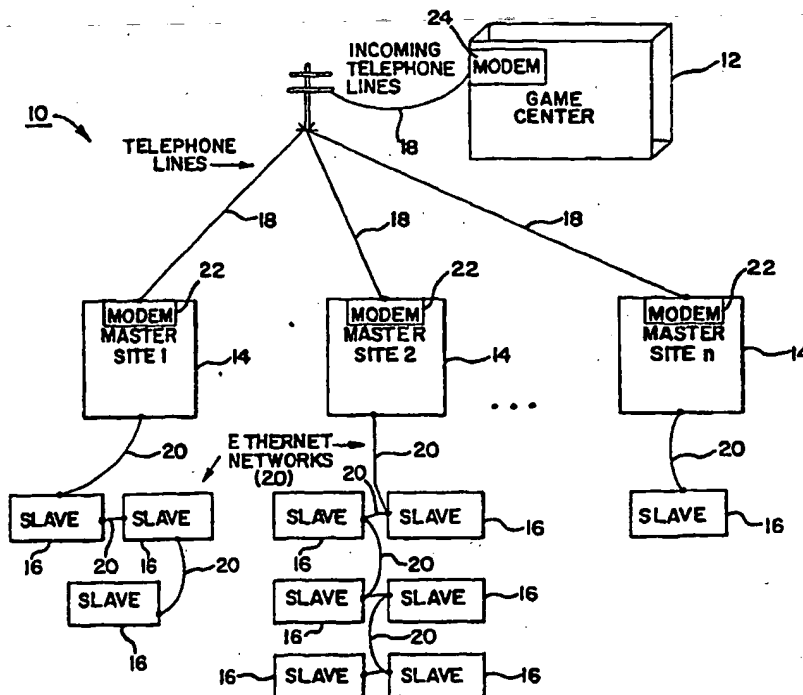 24
INCOMING
TELEPHONE
LINES
MODEM
GAME
CENTER
12
10
18
TELEPHONE
LINES
18
18
18
22
22
22
MODEM
MASTER
SITE 1
MODEM
MASTER
SITE 2
MODEM
MASTER
SITE n
14
14
14
...
20
ETHERNET
NETWORKS
(20)
20
20
20
SLAVE
SLAVE
SLAVE
SLAVE
SLAVE
16
20
16
16
16
16
20
20
SLAVE
SLAVE
SLAVE
16
16
16
20
16
SLAVE
SLAVE
16